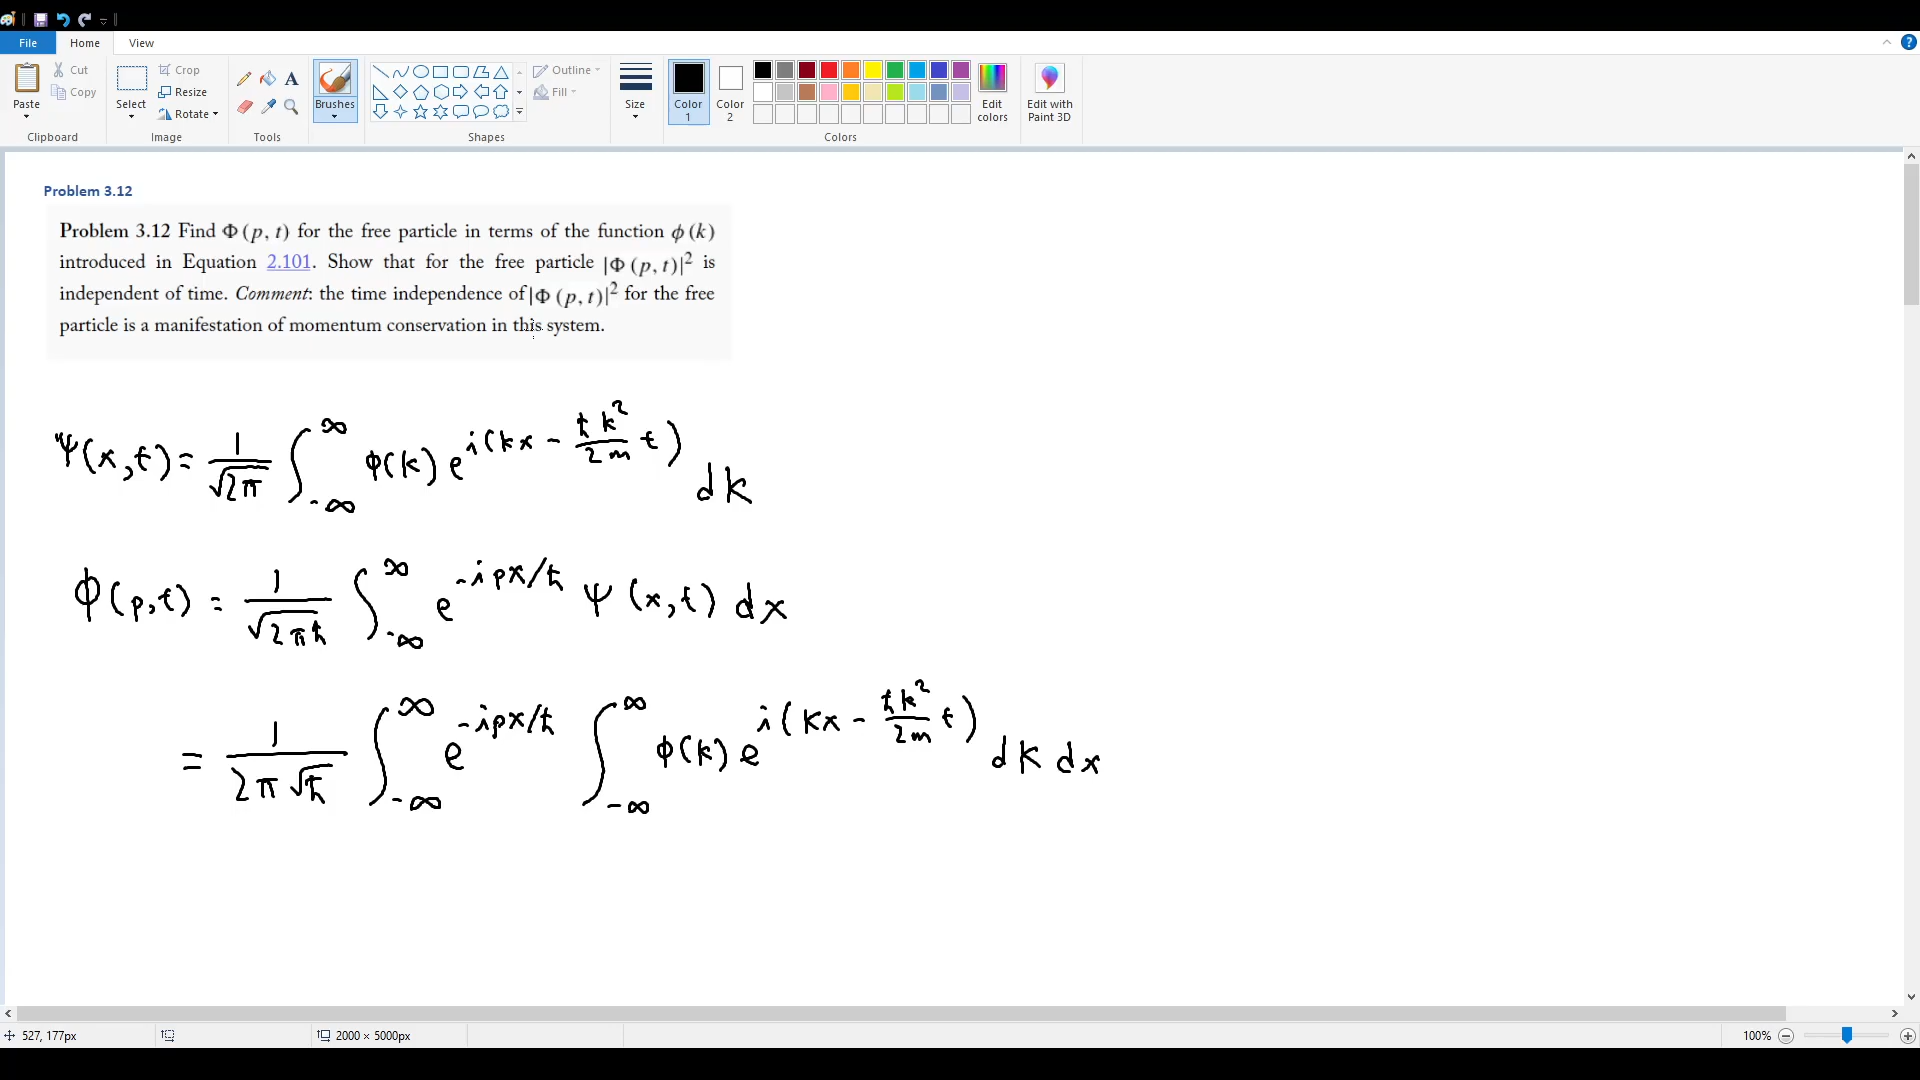 File Home View
Paste Cut Copy Clipboard
Select Crop Resize Rotate Image
Tools
Brushes
Outline Fill Shapes
Size
Color 1 Color 2 Edit colors Colors
Edit with Paint 3D
Problem 3.12
Problem 3.12 Find Φ(p, t) for the free particle in terms of the function ϕ(k)
introduced in Equation 2.101. Show that for the free particle |Φ(p, t)|² is
independent of time. Comment: the time independence of |Φ(p, t)|² for the free
particle is a manifestation of momentum conservation in this system.
Ψ(x,t) = 1/√2π ∫_{-∞}^{∞} ϕ(k) e^{i(kx - ħk²/2m t)} dk
Φ(p,t) = 1/√2πħ ∫_{-∞}^{∞} e^{-ipx/ħ} Ψ(x,t) dx
= 1/2π√ħ ∫_{-∞}^{∞} e^{-ipx/ħ} ∫_{-∞}^{∞} ϕ(k) e^{i(kx - ħk²/2m t)} dk dx
527, 177px 2000 × 5000px 100%